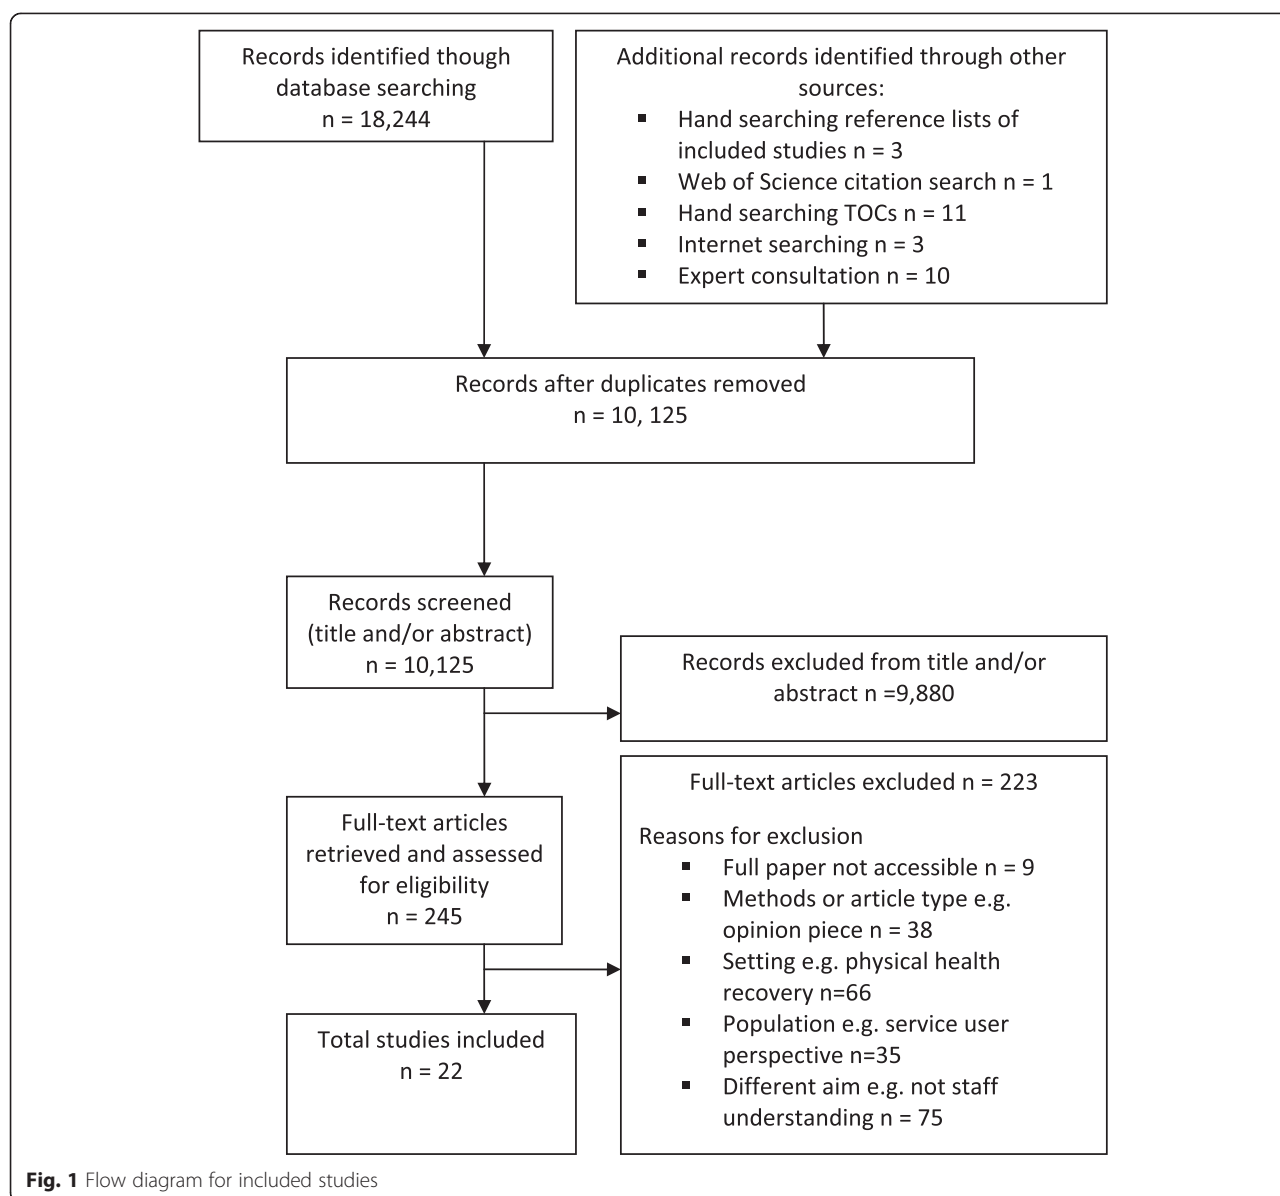 Records identified though
database searching
n = 18,244
Additional records identified through other
sources:
▪ Hand searching reference lists of
included studies n = 3
▪ Web of Science citation search n = 1
▪ Hand searching TOCs n = 11
▪ Internet searching n = 3
▪ Expert consultation n = 10
Records after duplicates removed
n = 10, 125
Records screened
(title and/or abstract)
n = 10,125
Records excluded from title and/or
abstract n =9,880
Full-text articles
retrieved and assessed
for eligibility
n = 245
Full-text articles excluded n = 223
Reasons for exclusion
▪ Full paper not accessible n = 9
▪ Methods or article type e.g.
opinion piece n = 38
▪ Setting e.g. physical health
recovery n=66
▪ Population e.g. service user
perspective n=35
▪ Different aim e.g. not staff
understanding n = 75
Total studies included
n = 22
Fig. 1 Flow diagram for included studies